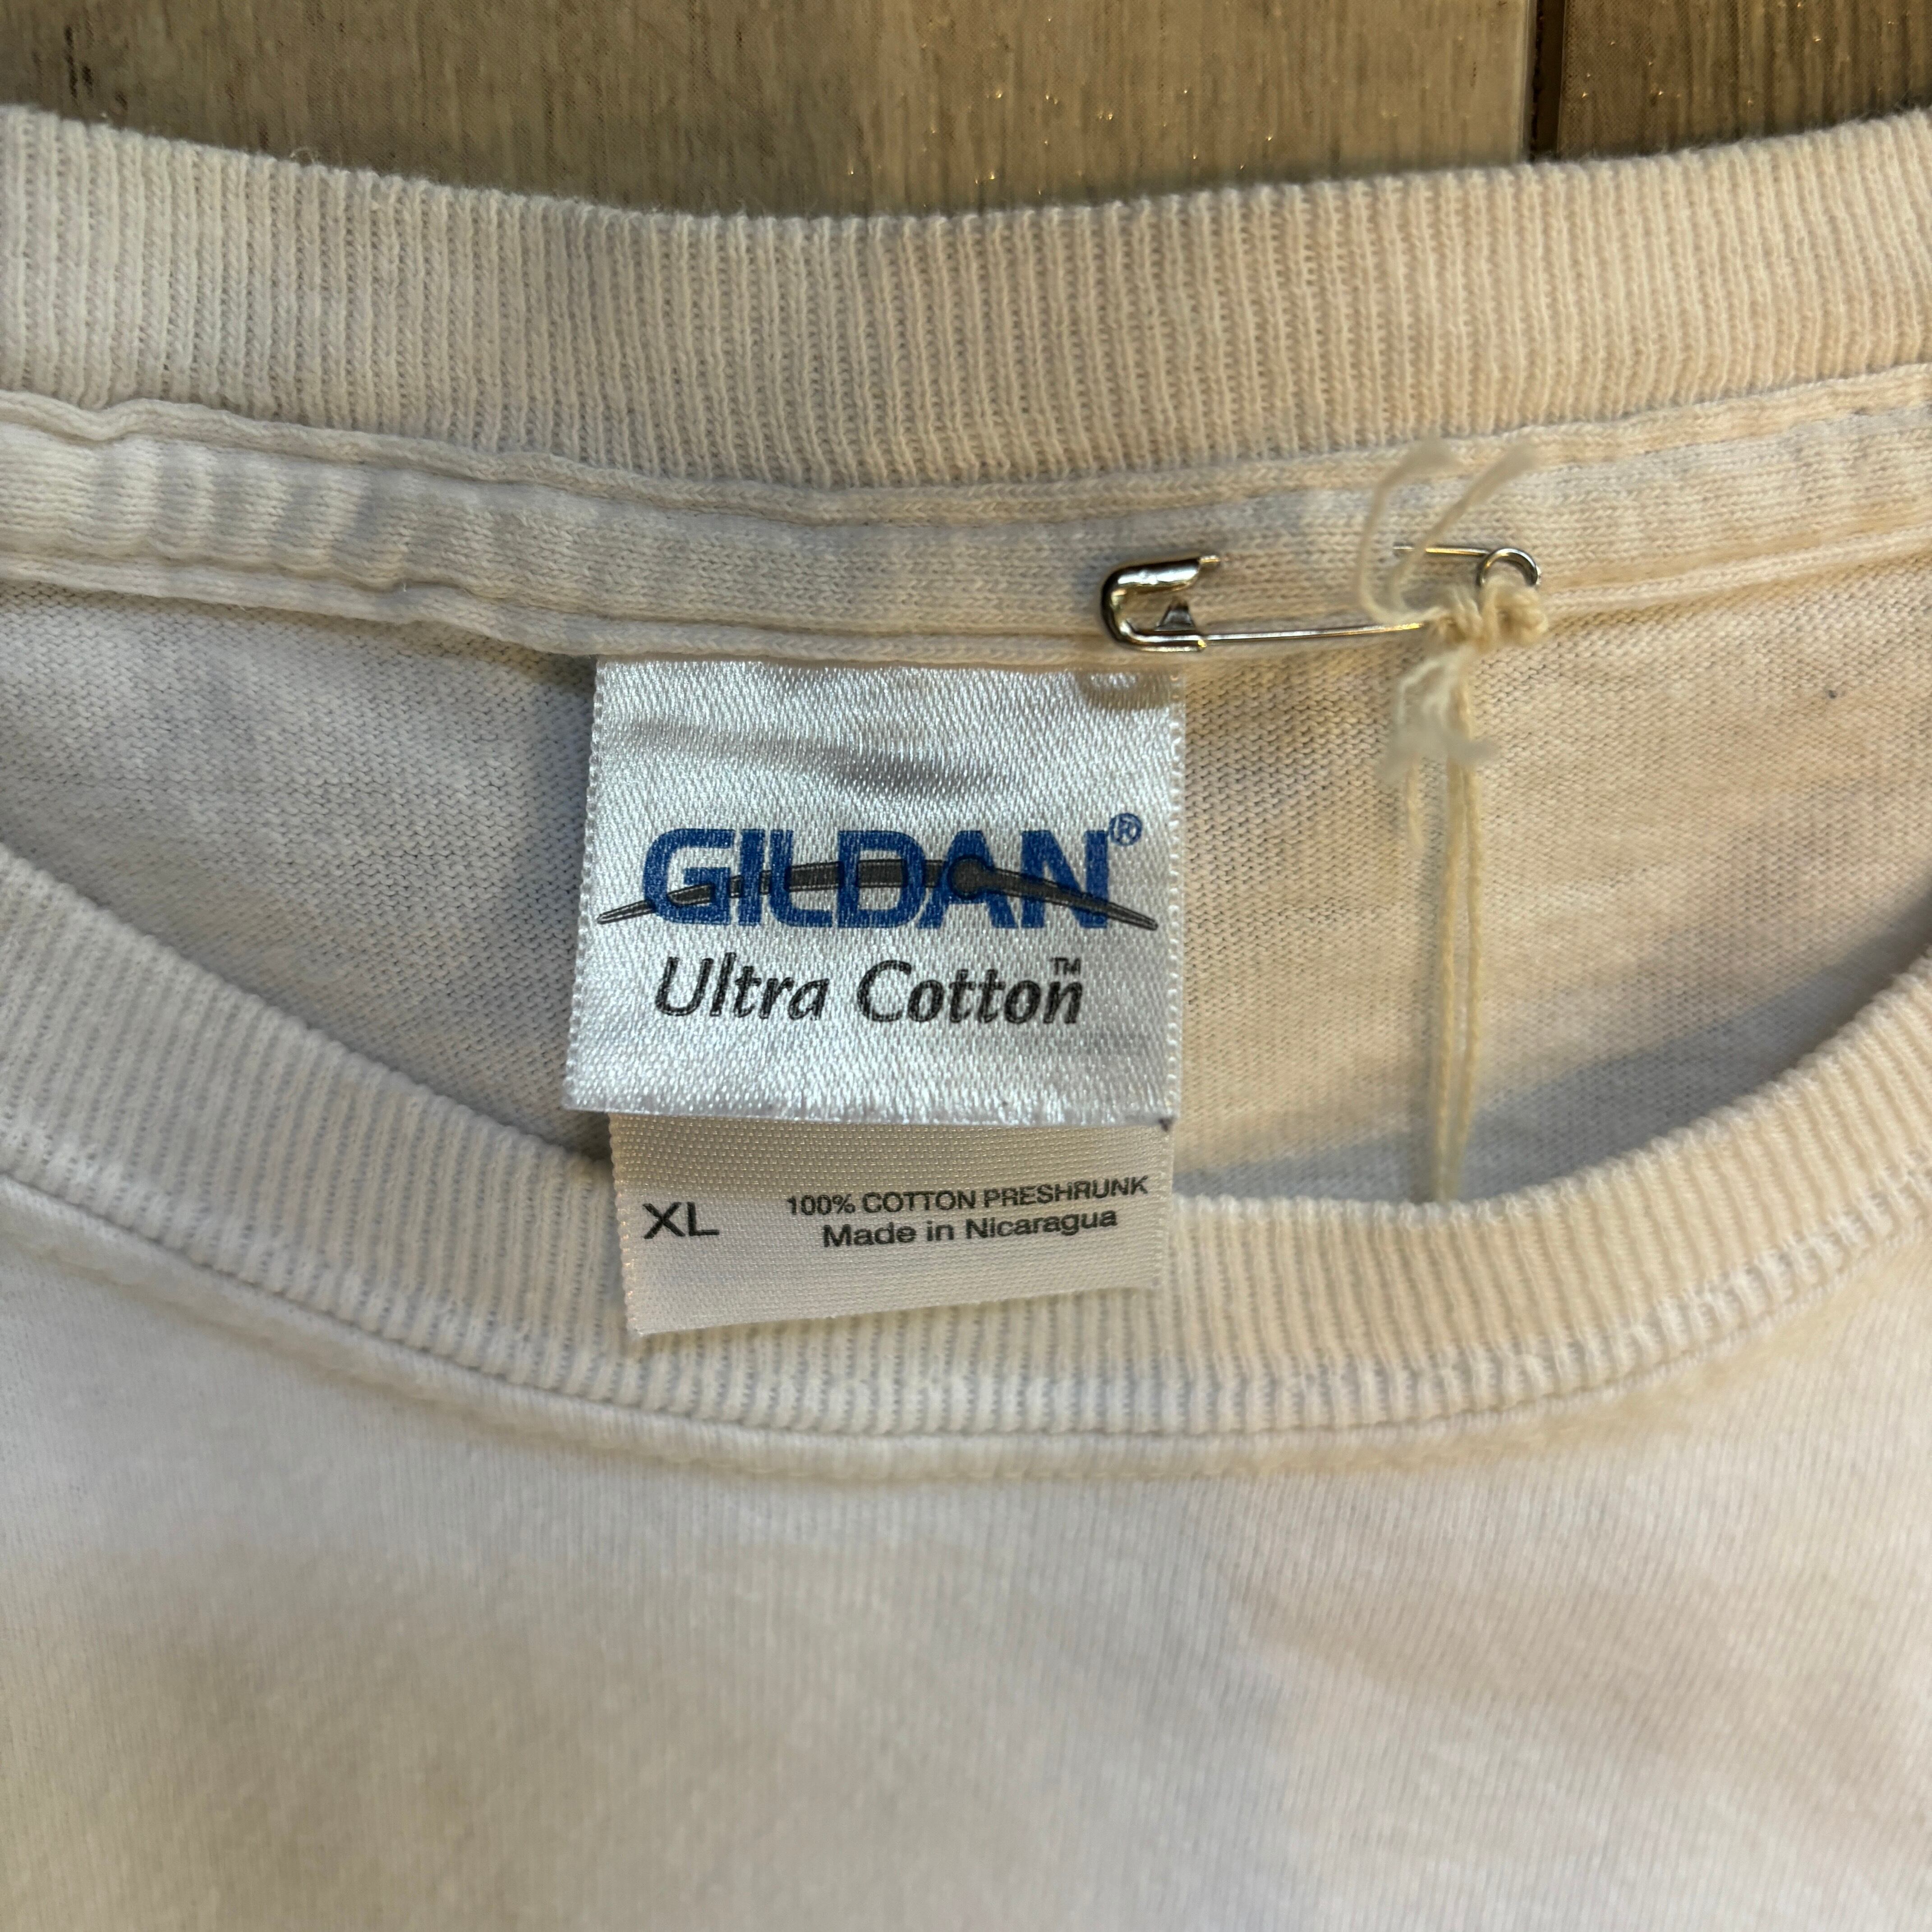 GILDAN®
Ultra Cotton™
XL 100% COTTON PRESHRUNK
Made in Nicaragua